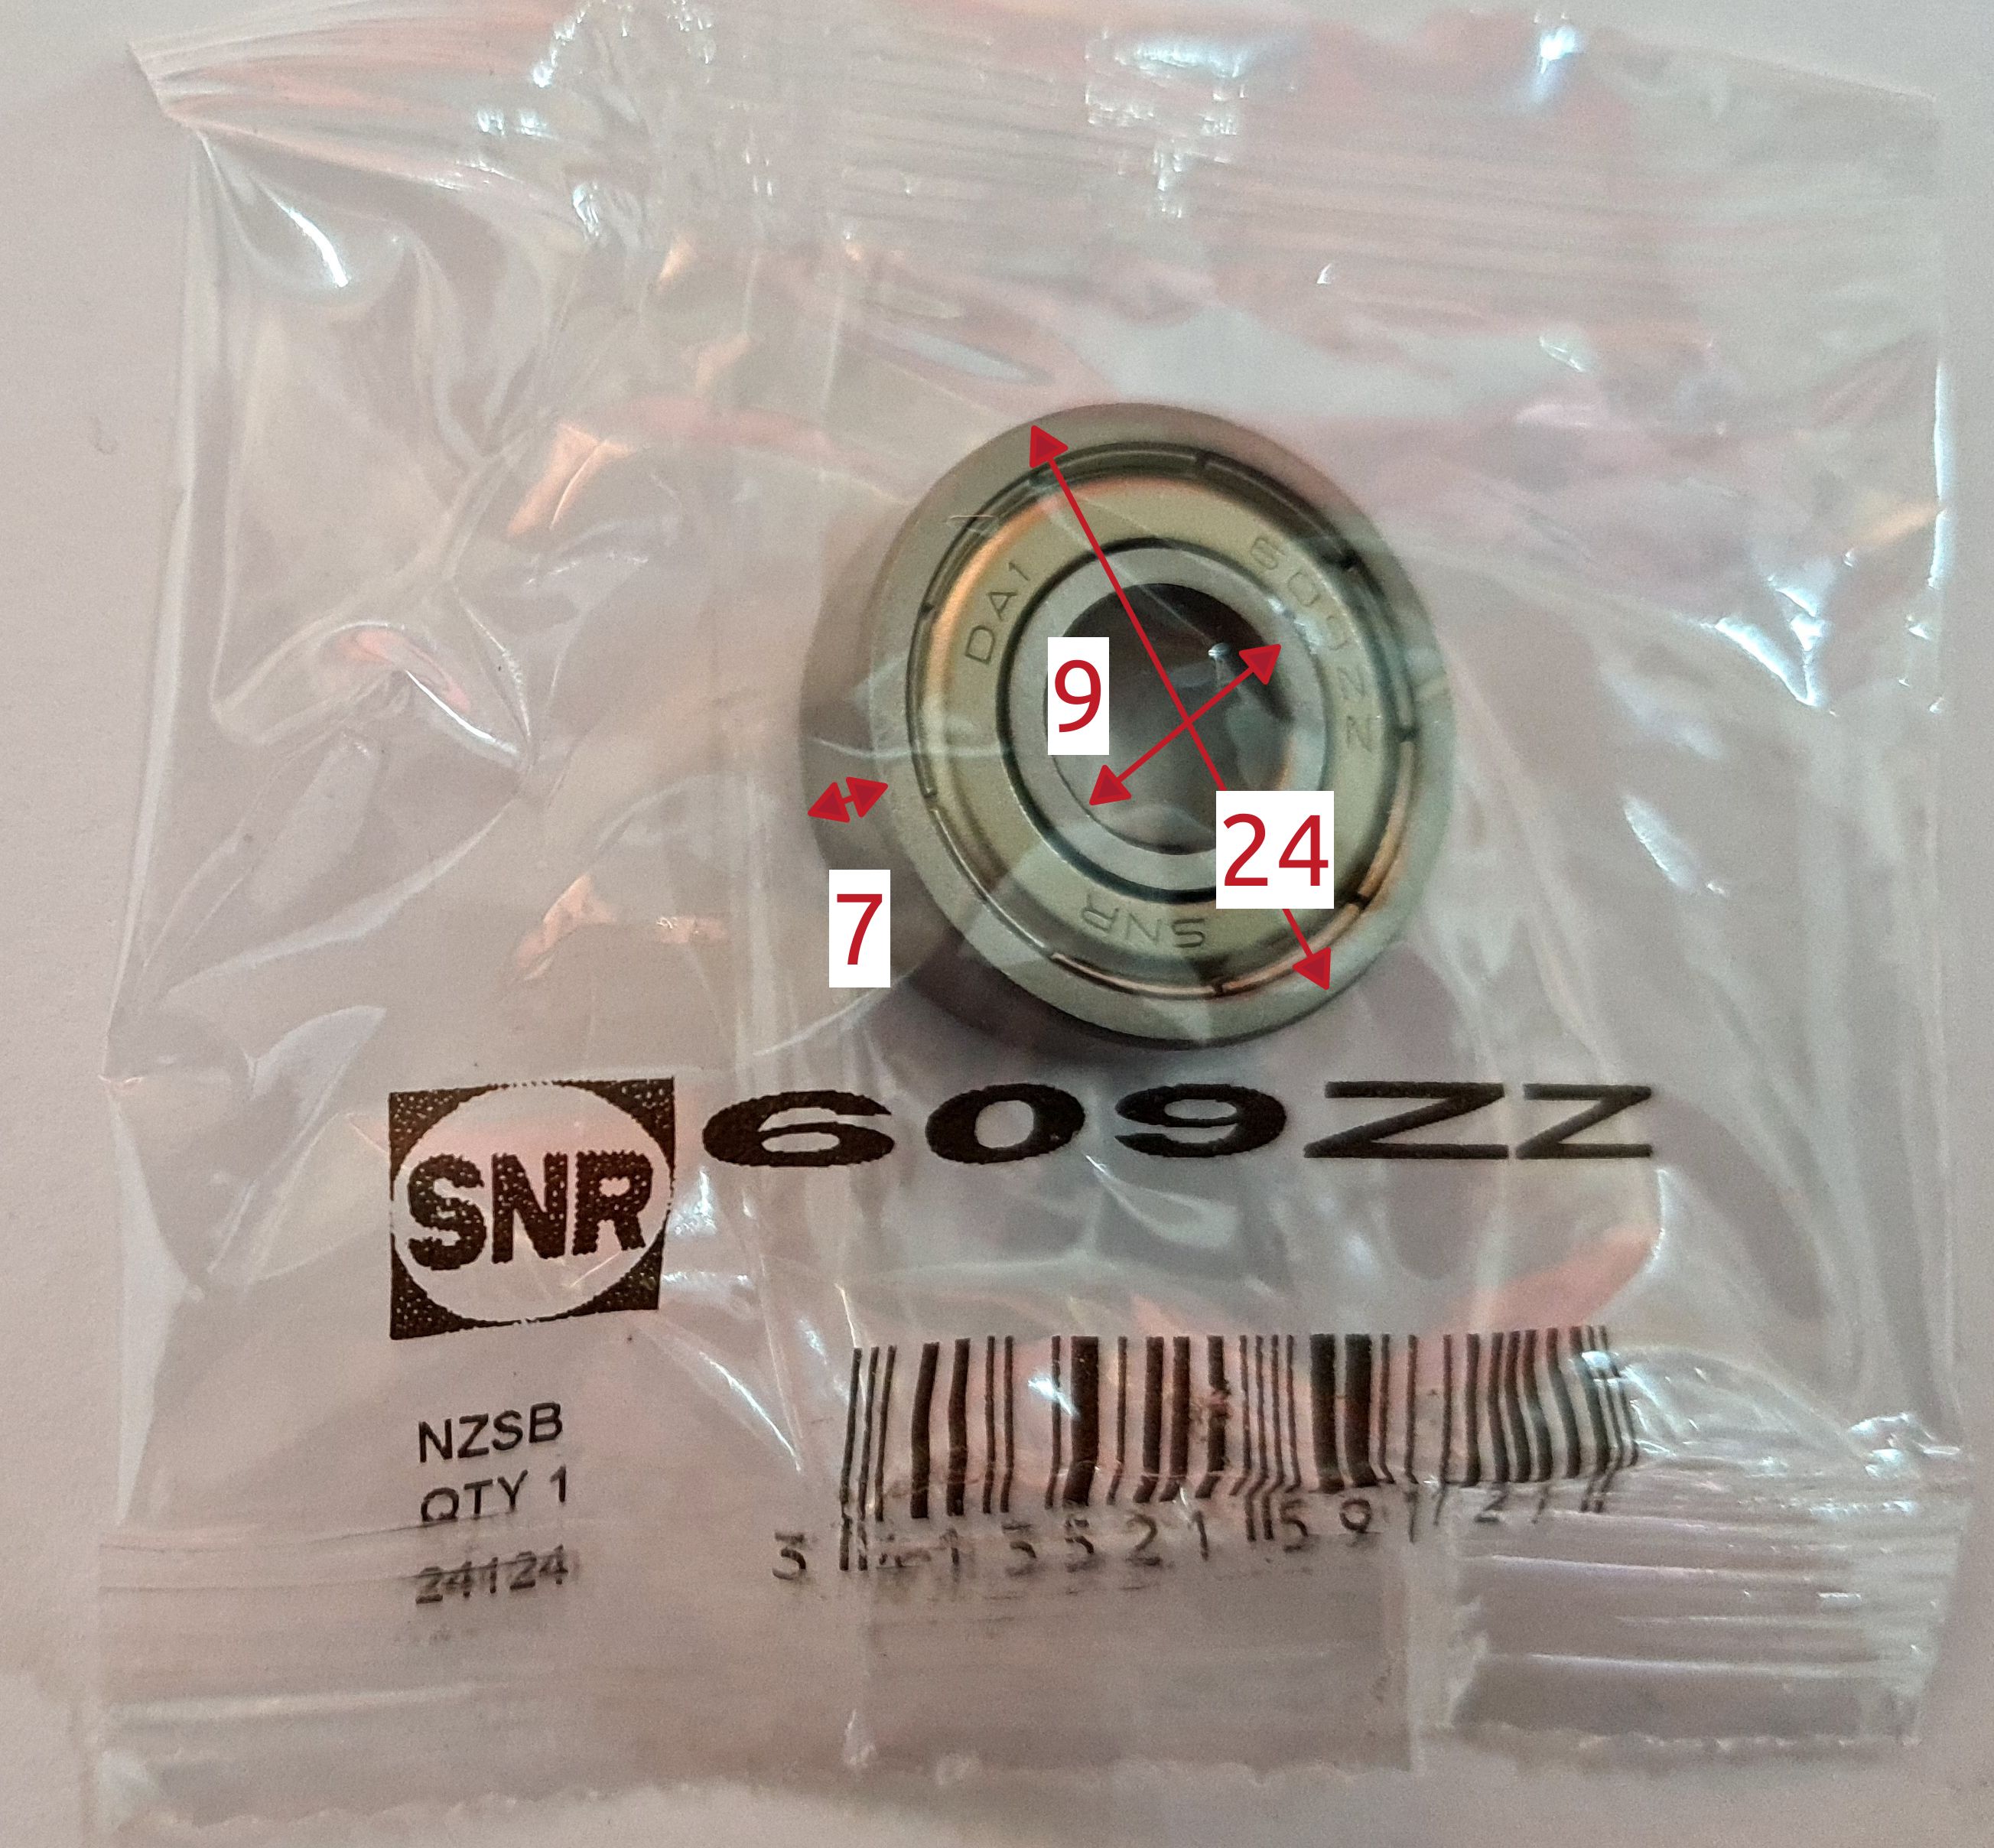 DA1
609ZZ
9
24
7
SNR
SNR 609ZZ
NZSB
QTY 1
24124